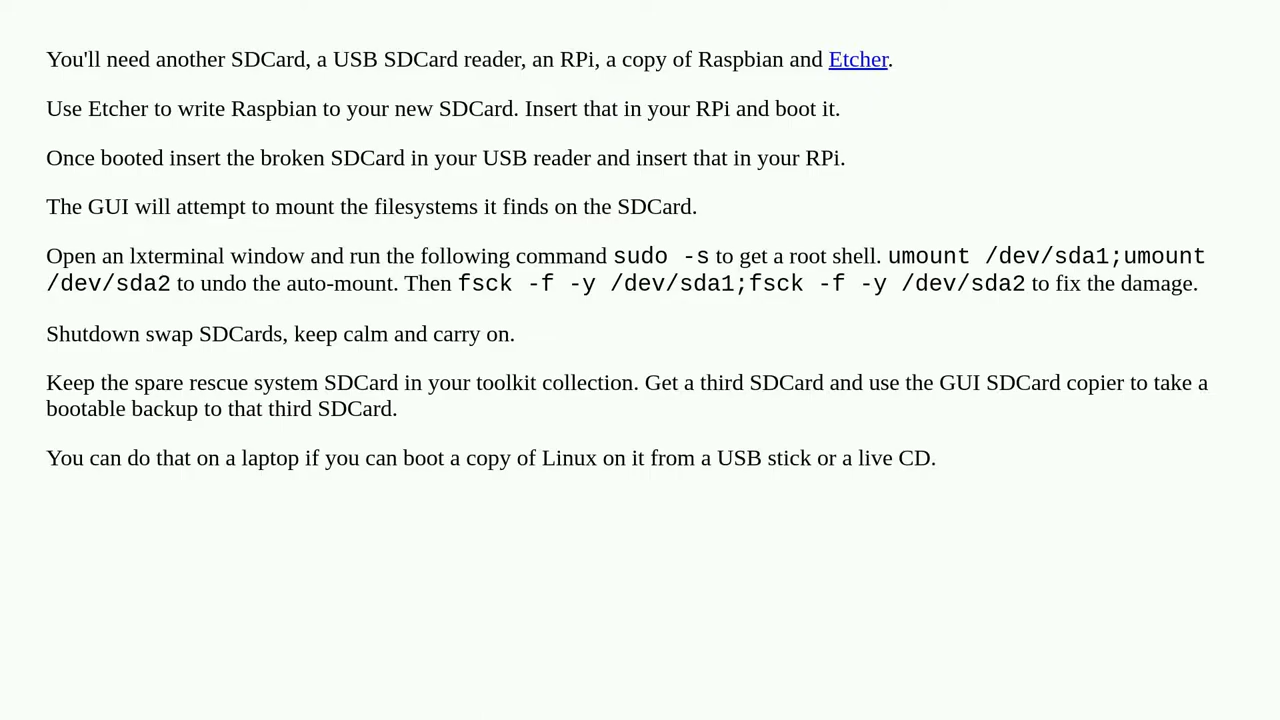 You'll need another SDCard, a USB SDCard reader, an RPi, a copy of Raspbian and Etcher.
Use Etcher to write Raspbian to your new SDCard. Insert that in your RPi and boot it.
Once booted insert the broken SDCard in your USB reader and insert that in your RPi.
The GUI will attempt to mount the filesystems it finds on the SDCard.
Open an lxterminal window and run the following command sudo -s to get a root shell. umount /dev/sda1;umount
/dev/sda2 to undo the auto-mount. Then fsck -f -y /dev/sda1;fsck -f -y /dev/sda2 to fix the damage.
Shutdown swap SDCards, keep calm and carry on.
Keep the spare rescue system SDCard in your toolkit collection. Get a third SDCard and use the GUI SDCard copier to take a
bootable backup to that third SDCard.
You can do that on a laptop if you can boot a copy of Linux on it from a USB stick or a live CD.